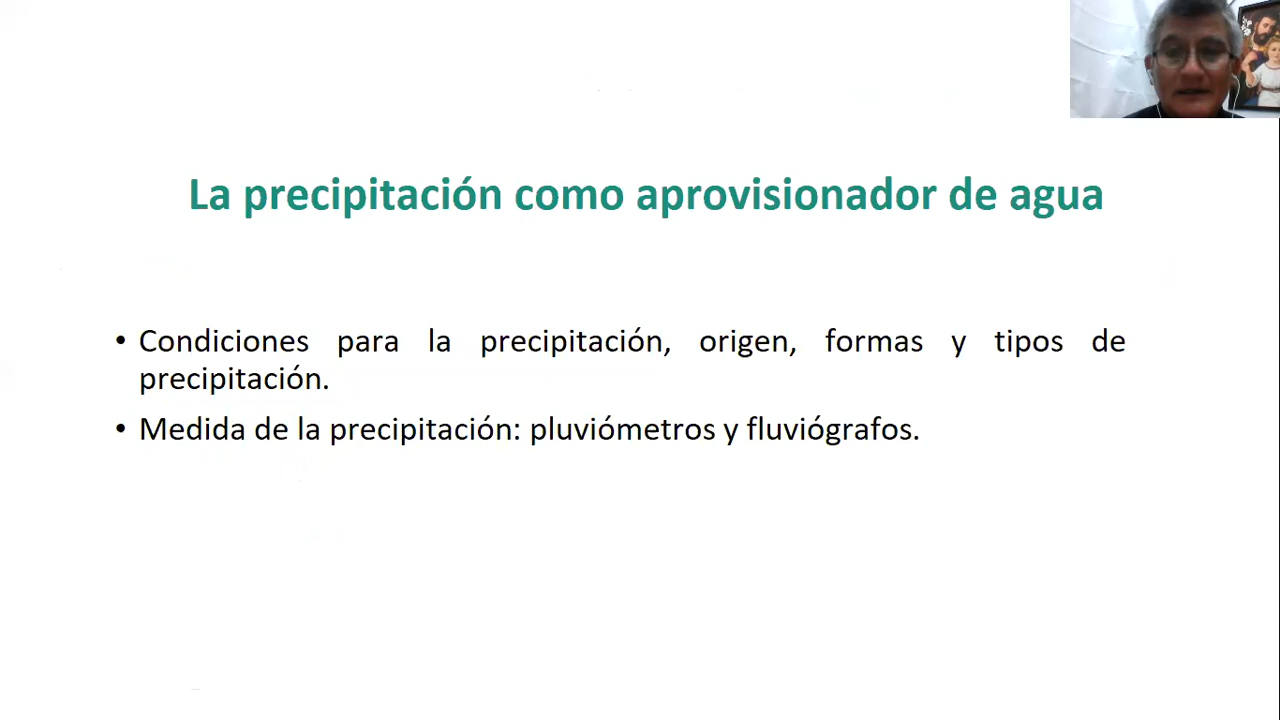 La precipitación como aprovisionador de agua
• Condiciones para la precipitación, origen, formas y tipos de
precipitación.
• Medida de la precipitación: pluviómetros y fluviógrafos.